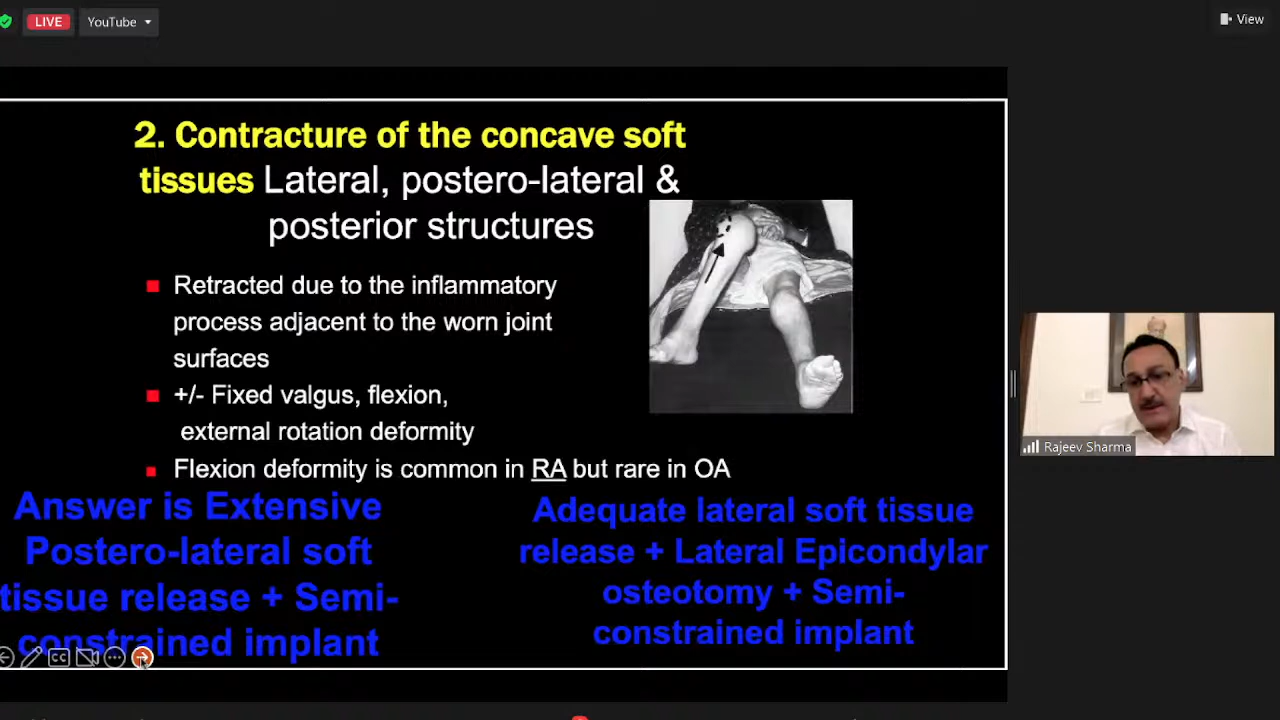 LIVE
YouTube
View
2. Contracture of the concave soft
tissues Lateral, postero-lateral &
posterior structures
Retracted due to the inflammatory
process adjacent to the worn joint
surfaces
+/- Fixed valgus, flexion,
external rotation deformity
Flexion deformity is common in RA but rare in OA
Answer is Extensive
Postero-lateral soft
tissue release + Semi-
constrained implant
Adequate lateral soft tissue
release + Lateral Epicondylar
osteotomy + Semi-
constrained implant
CC
Rajeev Sharma